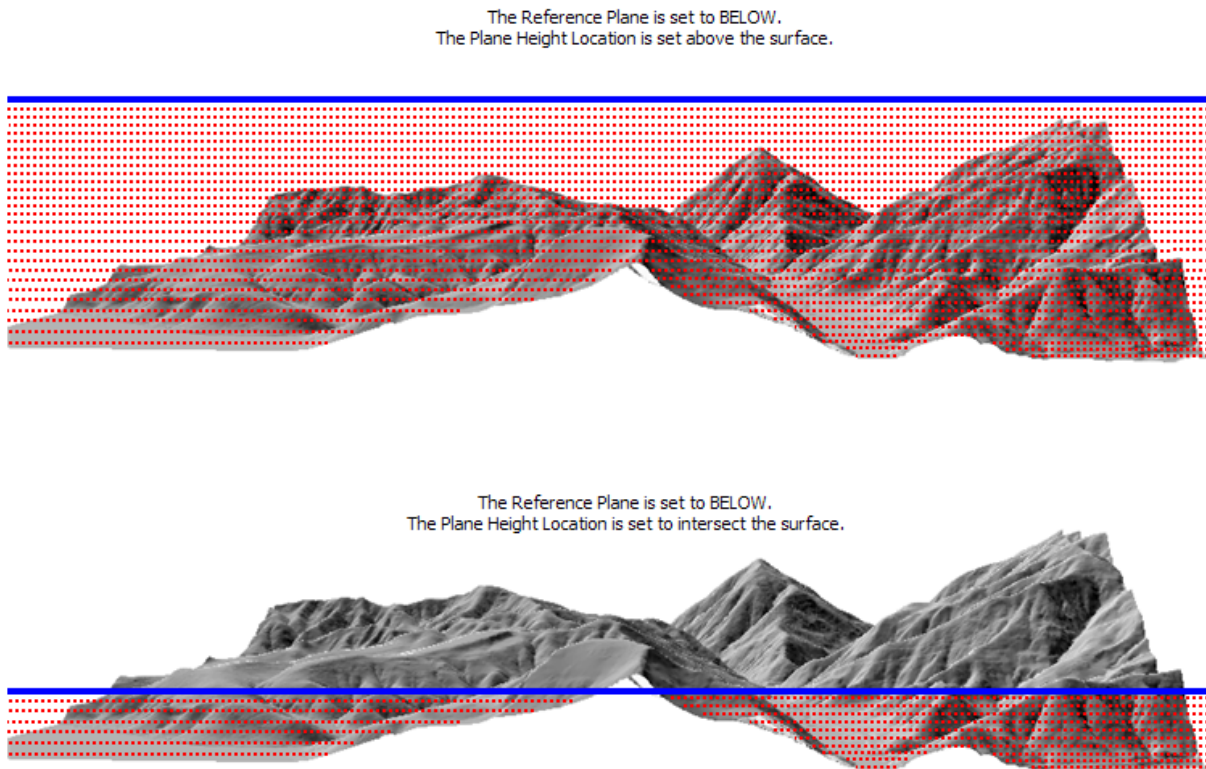 The Reference Plane is set to BELOW.
The Plane Height Location is set above the surface.
The Reference Plane is set to BELOW.
The Plane Height Location is set to intersect the surface.